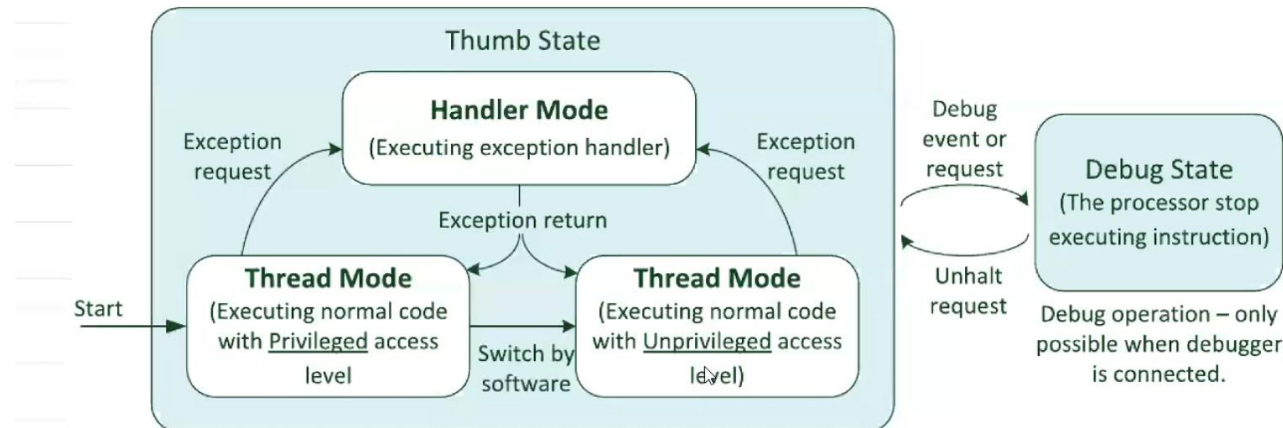 Thumb State
Handler Mode
(Executing exception handler)
Exception
request
Exception
request
Exception return
Start
Thread Mode
(Executing normal code
with Privileged access
level
Switch by
software
Thread Mode
(Executing normal code
with Unprivileged access
level)
Debug
event or
request
Unhalt
request
Debug State
(The processor stop
executing instruction)
Debug operation – only
possible when debugger
is connected.